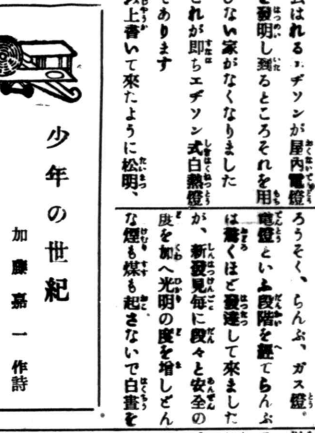 云はれるエヂソンが屋内電燈
を發明し到るところそれを用
ひない家がなくなりました
これが即ちエヂソン式白熱燈
であります
以上書いて來たように松明、
ろうそく、らんぷ、ガス燈。
電燈といふ段階を經てらんぷ
は驚くほど發達して來ました
が、新發見每に段々と安全の
度を加へ光明の度を增しどん
な煙も煤も起さないで白晝を
少年の世紀
加藤嘉一作詩